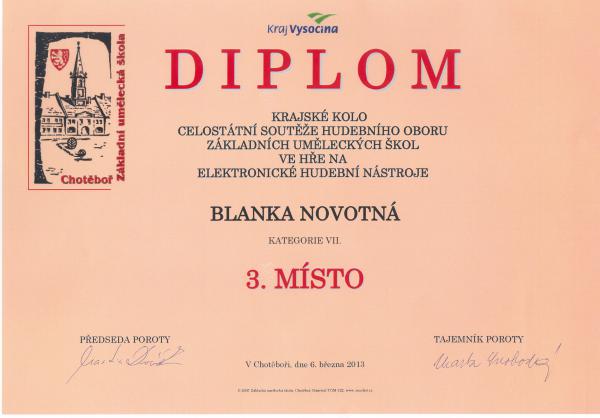 Kraj Vysočina
DIPLOM
Základní umělecká škola
Chotěboř
KRAJSKÉ KOLO
CELOSTÁTNÍ SOUTĚŽE HUDEBNÍHO OBORU
ZÁKLADNÍCH UMĚLECKÝCH ŠKOL
VE HŘE NA
ELEKTRONICKÉ HUDEBNÍ NÁSTROJE
BLANKA NOVOTNÁ
KATEGORIE VII.
3. MÍSTO
PŘEDSEDA POROTY
TAJEMNÍK POROTY
V Chotěboři, dne 6. března 2013